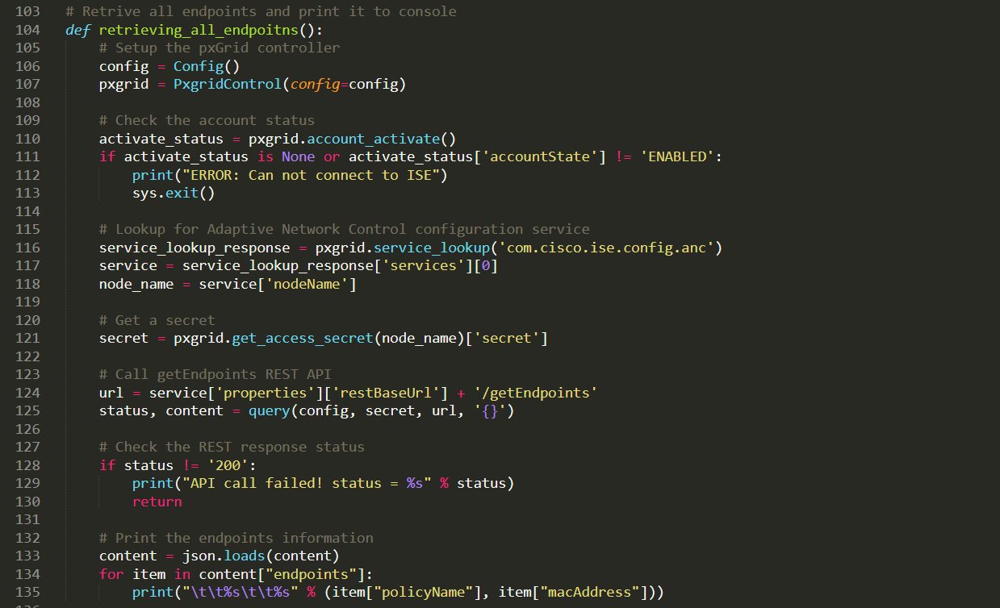 103 # Retrive all endpoints and print it to console
104 def retrieving_all_endpoitns():
105     # Setup the pxGrid controller
106     config = Config()
107     pxgrid = PxgridControl(config=config)
108
109     # Check the account status
110     activate_status = pxgrid.account_activate()
111     if activate_status is None or activate_status['accountState'] != 'ENABLED':
112         print("ERROR: Can not connect to ISE")
113         sys.exit()
114
115     # Lookup for Adaptive Network Control configuration service
116     service_lookup_response = pxgrid.service_lookup('com.cisco.ise.config.anc')
117     service = service_lookup_response['services'][0]
118     node_name = service['nodeName']
119
120     # Get a secret
121     secret = pxgrid.get_access_secret(node_name)['secret']
122
123     # Call getEndpoints REST API
124     url = service['properties']['restBaseUrl'] + '/getEndpoints'
125     status, content = query(config, secret, url, '{}')
126
127     # Check the REST response status
128     if status != '200':
129         print("API call failed! status = %s" % status)
130         return
131
132     # Print the endpoints information
133     content = json.loads(content)
134     for item in content["endpoints"]:
135         print("\t\t%s\t\t%s" % (item["policyName"], item["macAddress"]))